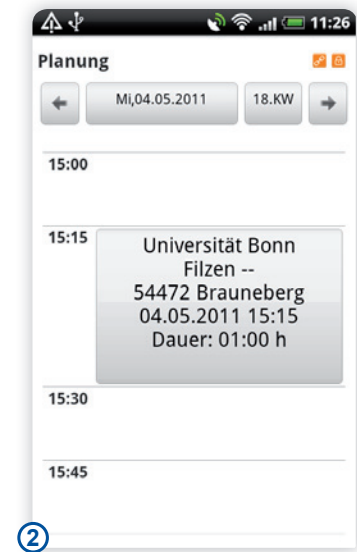 11:26
Planung
Mi,04.05.2011 18.KW
15:00
15:15
Universität Bonn
Filzen --
54472 Brauneberg
04.05.2011 15:15
Dauer: 01:00 h
15:30
15:45
2